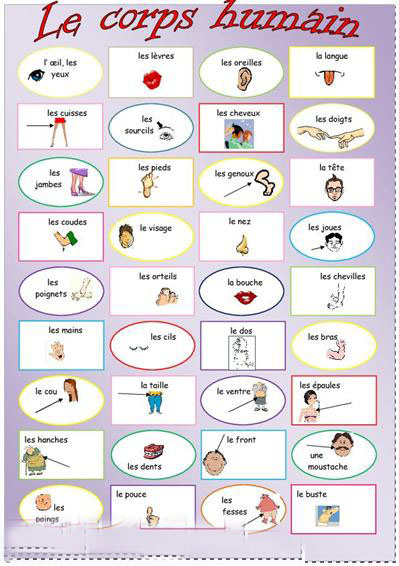 Le corps humain
l' œil, les
yeux
les lèvres
les oreilles
la langue
les cuisses
les
sourcils
les cheveux
les doigts
les
jambes
les pieds
les genoux
la tête
les coudes
le visage
le nez
les joues
les
poignets
les orteils
la bouche
les chevilles
les mains
les cils
le dos
les bras
le cou
la taille
le ventre
les épaules
les hanches
les dents
le front
une
moustache
les
poings
le pouce
les
fesses
le buste